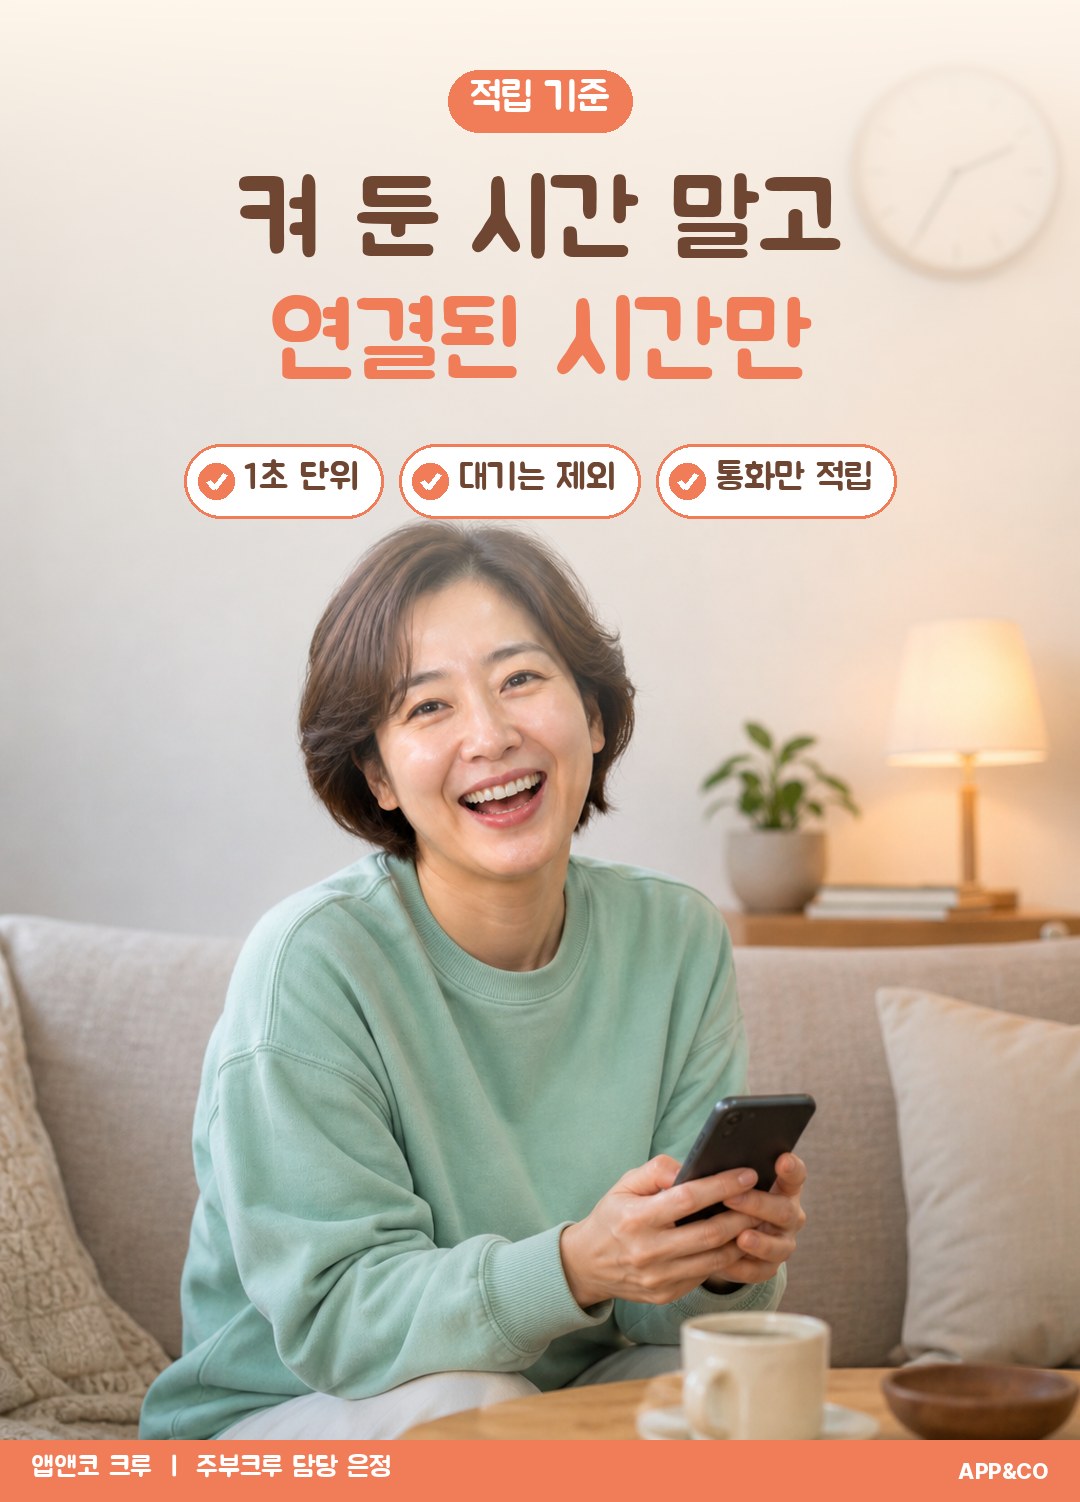 적립 기준
켜 둔 시간 말고
연결된 시간만
1초 단위
대기는 제외
통화만 적립
앱앤코 크루 | 주부크루 담당 은정
APP&CO